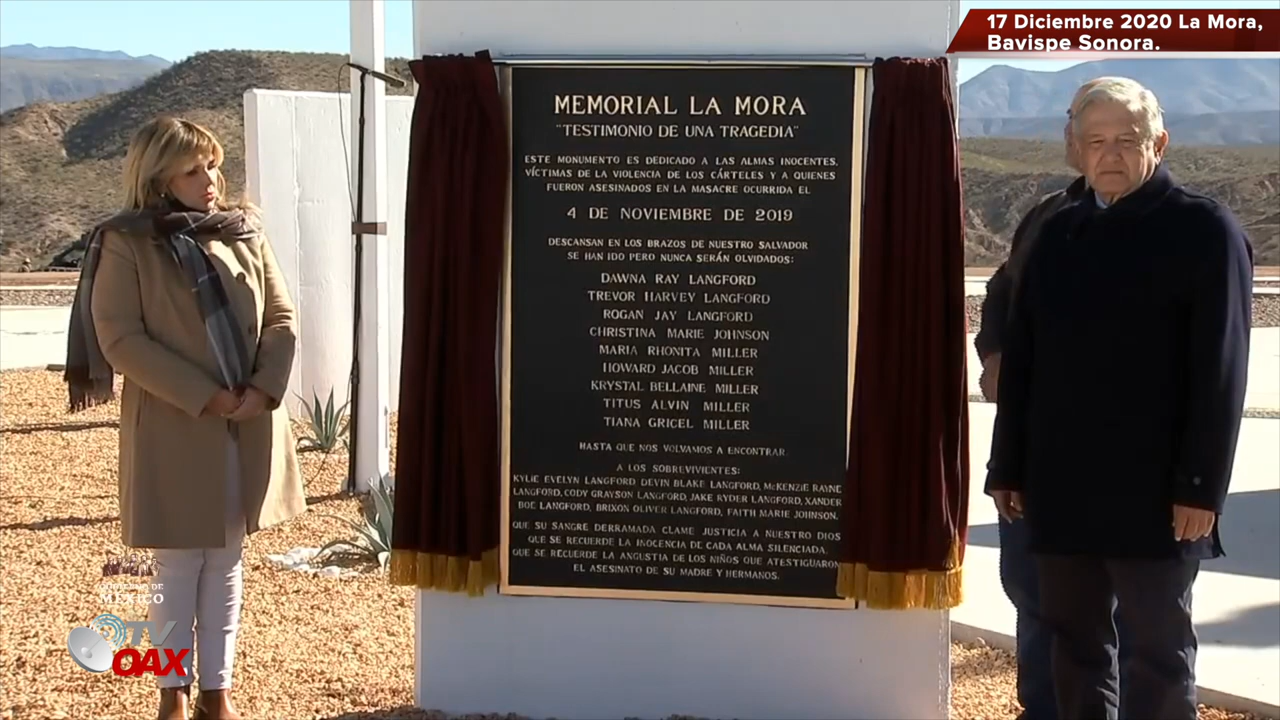 17 Diciembre 2020 La Mora,
Bavispe Sonora.
MEMORIAL LA MORA
"TESTIMONIO DE UNA TRAGEDIA"
ESTE MONUMENTO ES DEDICADO A LAS ALMAS INOCENTES,
VÍCTIMAS DE LA VIOLENCIA DE LOS CÁRTELES Y A QUIENES
FUERON ASESINADOS EN LA MASACRE OCURRIDA EL
4 DE NOVIEMBRE DE 2019
DESCANSAN EN LOS BRAZOS DE NUESTRO SALVADOR
SE HAN IDO PERO NUNCA SERÁN OLVIDADOS:
DAWNA RAY LANGFORD
TREVOR HARVEY LANGFORD
ROGAN JAY LANGFORD
CHRISTINA MARIE JOHNSON
MARIA RHONITA MILLER
HOWARD JACOB MILLER
KRYSTAL BELLAINE MILLER
TITUS ALVIN MILLER
TIANA GRICEL MILLER
HASTA QUE NOS VOLVAMOS A ENCONTRAR.
A LOS SOBREVIVIENTES:
KYLIE EVELYN LANGFORD, DEVIN BLAKE LANGFORD, McKENZIE RAYNE
LANGFORD, CODY GRAYSON LANGFORD, JAKE RYDER LANGFORD, XANDER
BOE LANGFORD, BRIXON OLIVER LANGFORD, FAITH MARIE JOHNSON.
QUE SU SANGRE DERRAMADA CLAME JUSTICIA A NUESTRO DIOS
QUE SE RECUERDE LA INOCENCIA DE CADA ALMA SILENCIADA.
QUE SE RECUERDE LA ANGUSTIA DE LOS NIÑOS QUE ATESTIGUARON
EL ASESINATO DE SU MADRE Y HERMANOS.
GOBIERNO DE
MÉXICO
TV
OAX